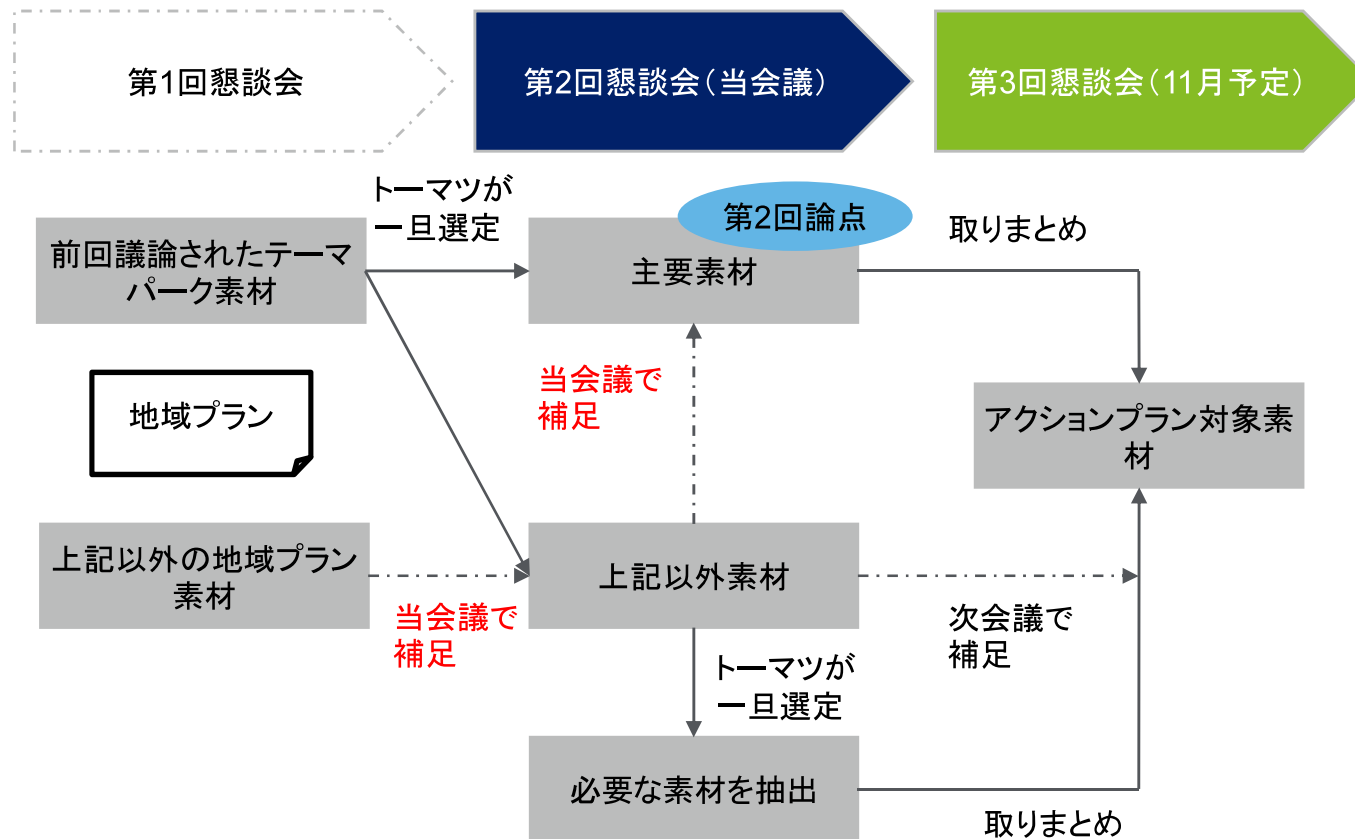 第1回懇談会
第2回懇談会（当会議）
第3回懇談会（11月予定）
トーマツが
一旦選定
第2回論点
取りまとめ
前回議論されたテーマ
パーク素材
主要素材
当会議で
補足
地域プラン
アクションプラン対象素
材
上記以外の地域プラン
素材
上記以外素材
当会議で
補足
次会議で
補足
トーマツが
一旦選定
必要な素材を抽出
取りまとめ